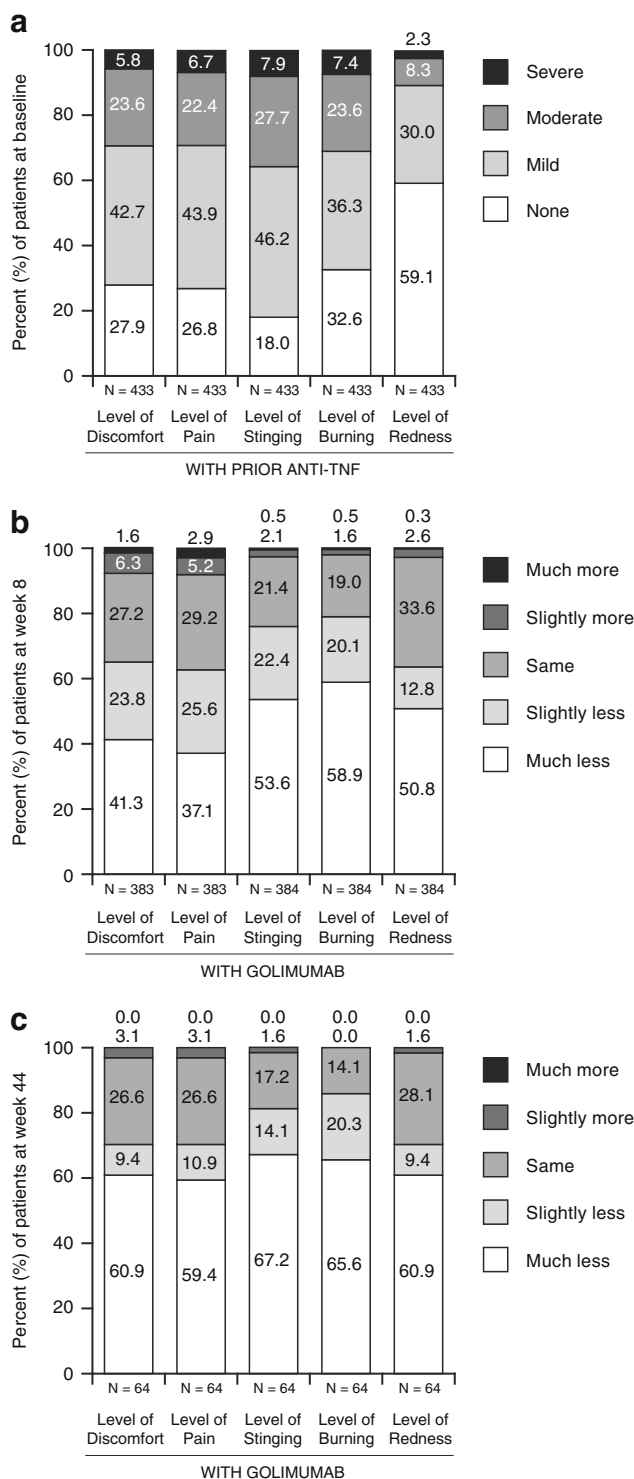 a
Percent (%) of patients at baseline
100
80
60
40
20
0
2.3
5.8 6.7 7.9 7.4 8.3
23.6 22.4 27.7 23.6 30.0
42.7 43.9 46.2 36.3 59.1
27.9 26.8 18.0 32.6
Severe
Moderate
Mild
None
N = 433 N = 433 N = 433 N = 433 N = 433
Level of Discomfort
Level of Pain
Level of Stinging
Level of Burning
Level of Redness
WITH PRIOR ANTI-TNF
b
Percent (%) of patients at week 8
100
80
60
40
20
0
0.5 0.5 0.3
1.6 2.9 2.1 1.6 2.6
6.3 5.2
27.2 29.2 21.4 19.0 33.6
23.8 25.6 22.4 20.1 12.8
41.3 37.1 53.6 58.9 50.8
Much more
Slightly more
Same
Slightly less
Much less
N = 383 N = 383 N = 384 N = 384 N = 384
Level of Discomfort
Level of Pain
Level of Stinging
Level of Burning
Level of Redness
WITH GOLIMUMAB
c
Percent (%) of patients at week 44
100
80
60
40
20
0
0.0 0.0 0.0 0.0 0.0
3.1 3.1 1.6 0.0 1.6
26.6 26.6 17.2 14.1 28.1
9.4 10.9 14.1 20.3 9.4
60.9 59.4 67.2 65.6 60.9
Much more
Slightly more
Same
Slightly less
Much less
N = 64 N = 64 N = 64 N = 64 N = 64
Level of Discomfort
Level of Pain
Level of Stinging
Level of Burning
Level of Redness
WITH GOLIMUMAB